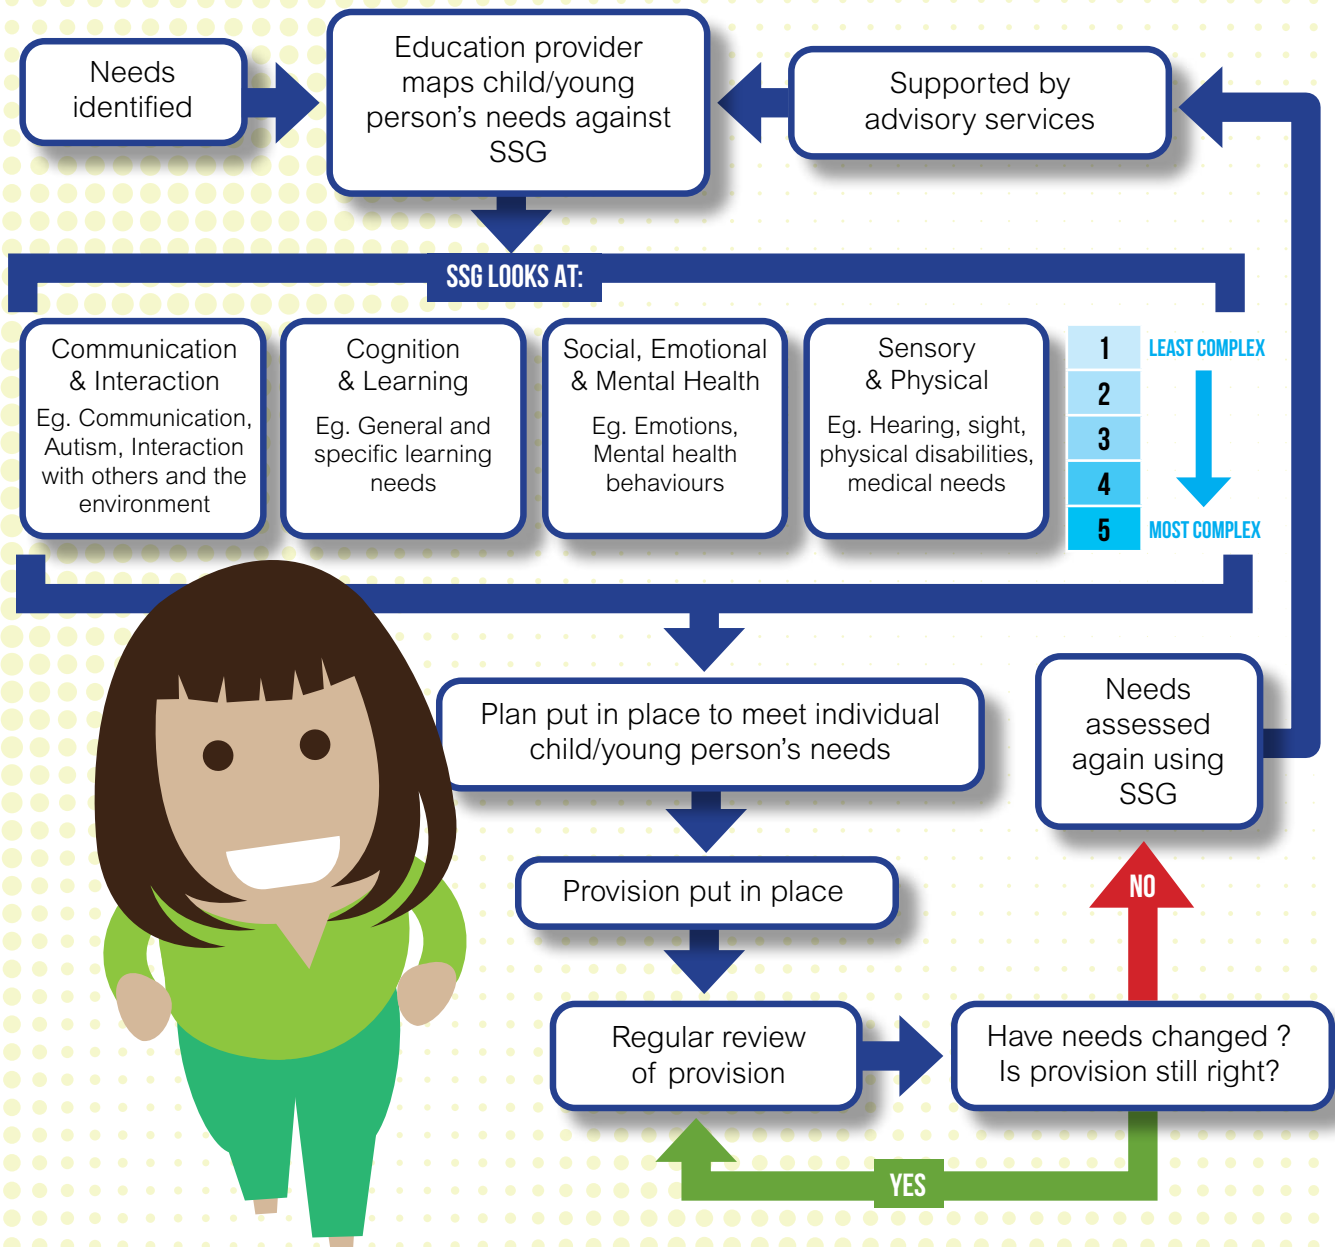 Needs
identified
Education provider
maps child/young
person's needs against
SSG
Supported by
advisory services
SSG LOOKS AT:
Communication
& Interaction
Eg. Communication,
Autism, Interaction
with others and the
environment
Cognition
& Learning
Eg. General and
specific learning
needs
Social, Emotional
& Mental Health
Eg. Emotions,
Mental health
behaviours
Sensory
& Physical
Eg. Hearing, sight,
physical disabilities,
medical needs
1
2
3
4
5
LEAST COMPLEX
MOST COMPLEX
Plan put in place to meet individual
child/young person's needs
Needs
assessed
again using
SSG
Provision put in place
NO
Regular review
of provision
Have needs changed ?
Is provision still right?
YES